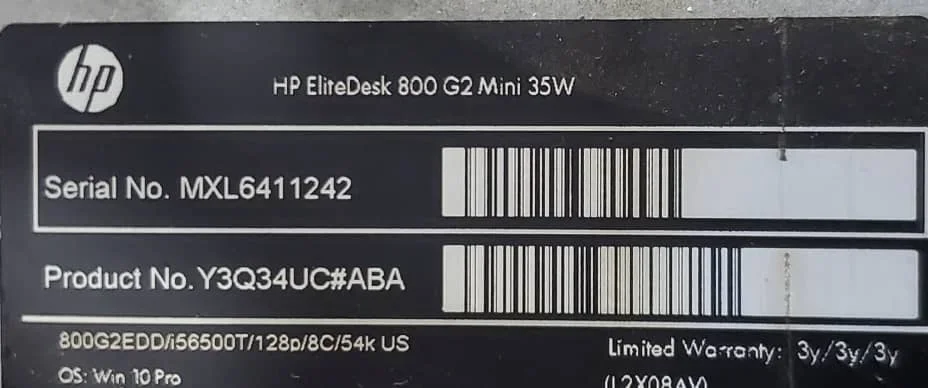 hp
HP EliteDesk 800 G2 Mini 35W
Serial No. MXL6411242
Product No. Y3Q34UC#ABA
800G2EDD/i56500T/128p/8C/54k US
Limited Warranty: 3y/3y/3y
OS: Win 10 Pro